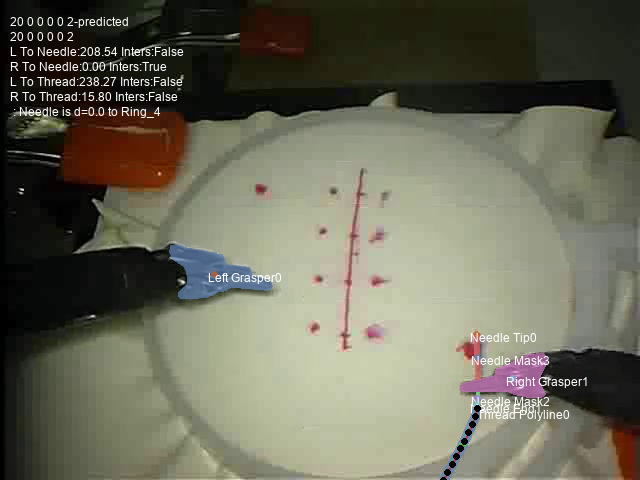 20 0 0 0 0 2-predicted
20 0 0 0 0 2
L To Needle:208.54 Inters:False
R To Needle:0.00 Inters:True
L To Thread:238.27 Inters:False
R To Thread:15.80 Inters:False
: Needle is d=0.0 to Ring_4
Left Grasper0
Needle Tip0
Needle Mask3
Right Grasper1
Needle Mask2
Thread Polyline0